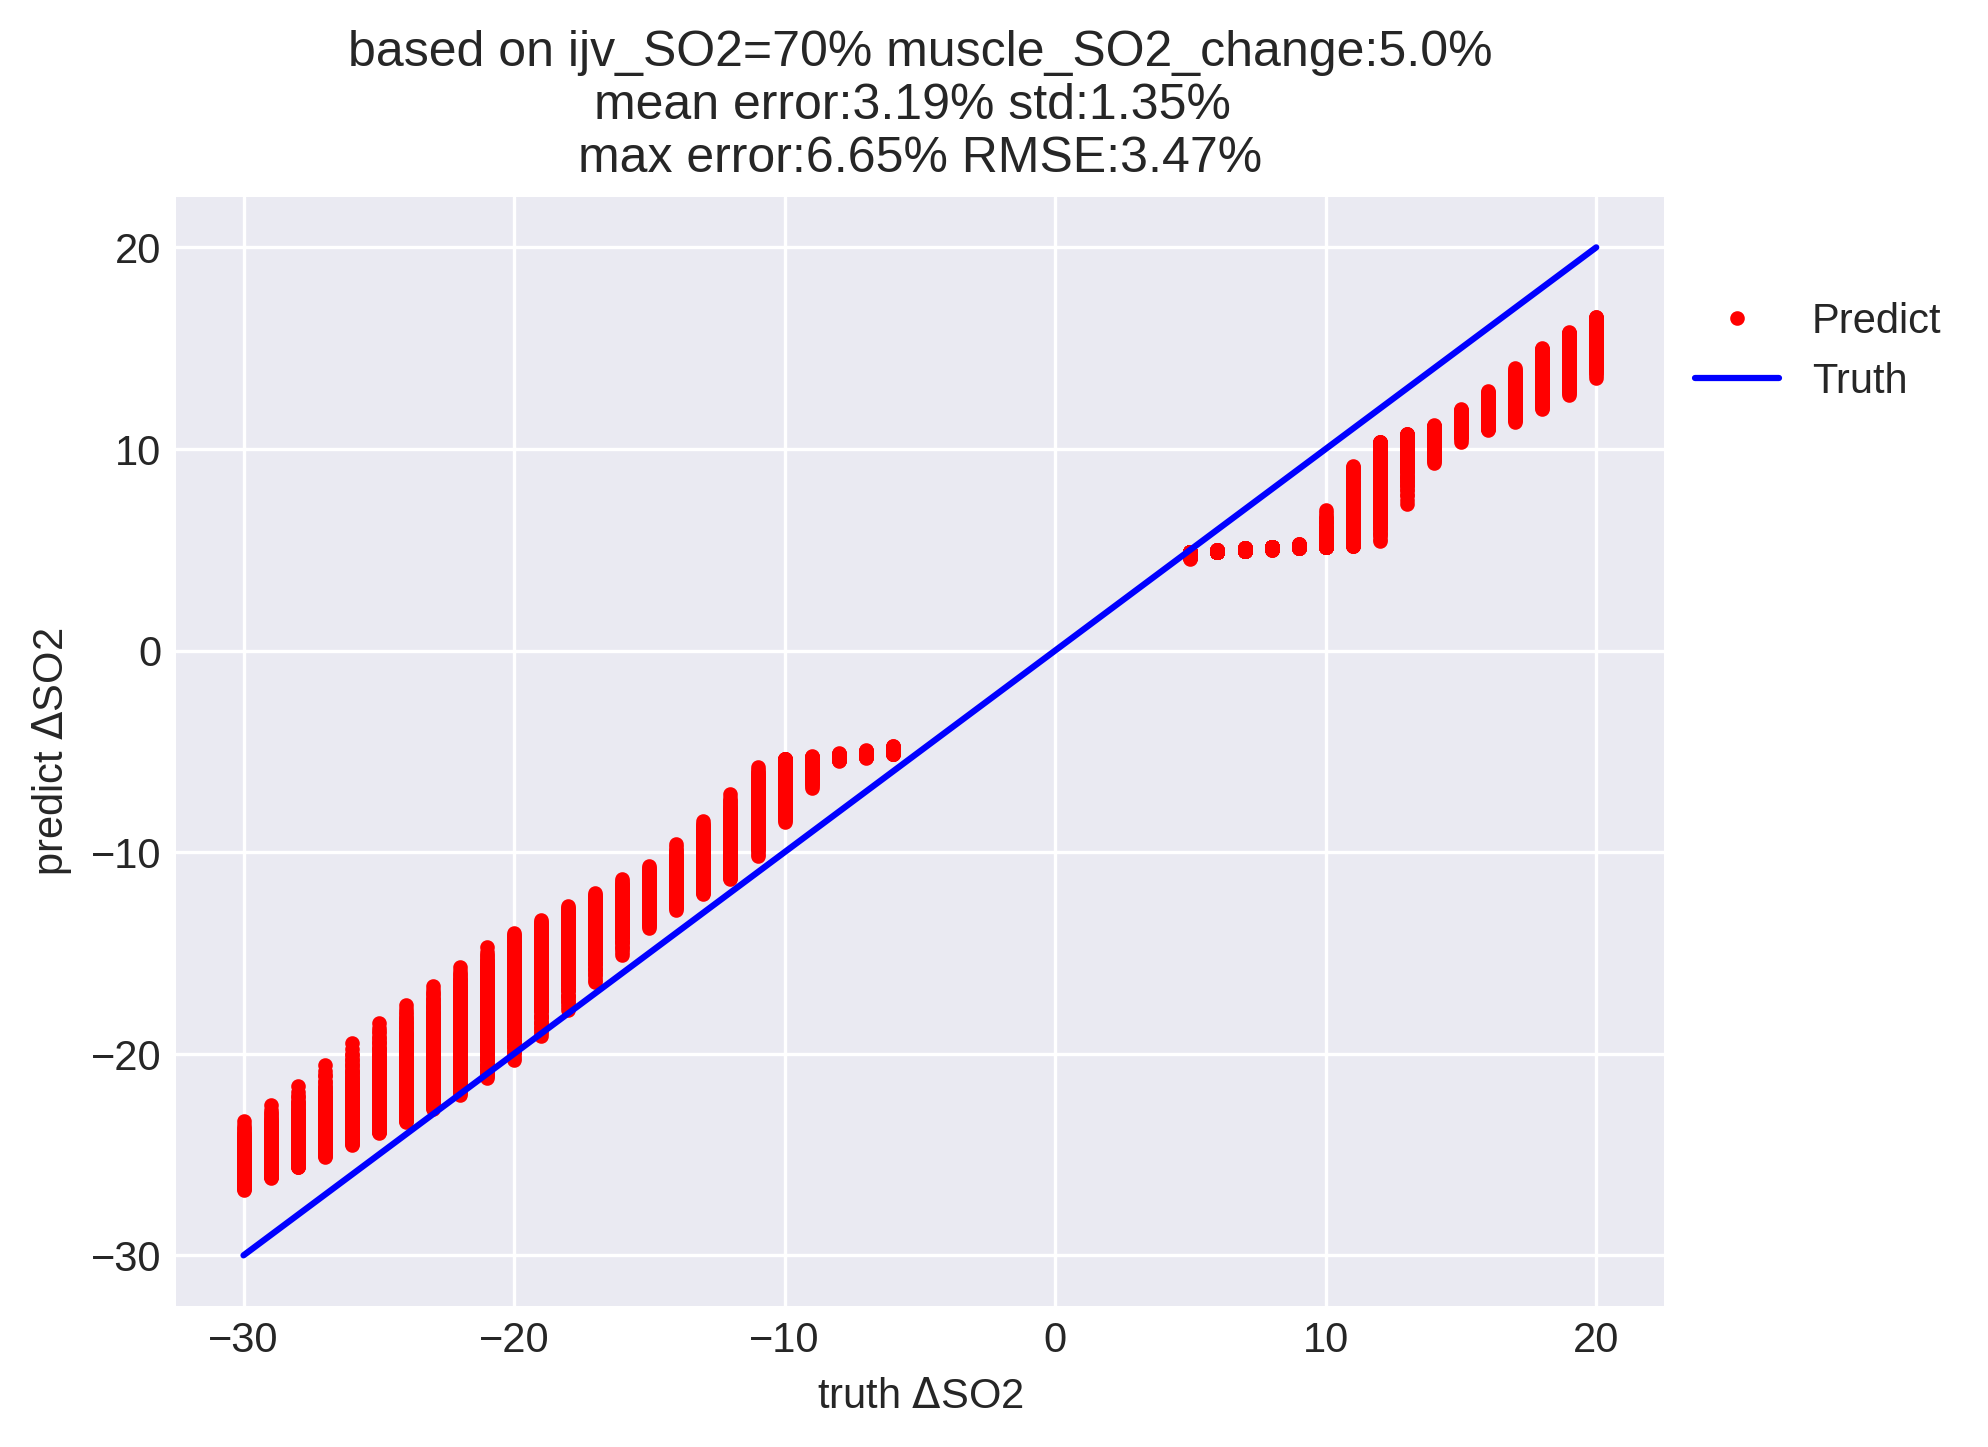 based on ijv_SO2=70% muscle_SO2_change:5.0%
mean error:3.19% std:1.35%
max error:6.65% RMSE:3.47%
20
10
0
−10
−20
−30
predict ΔSO2
−30
−20
−10
0
10
20
truth ΔSO2
Predict
Truth